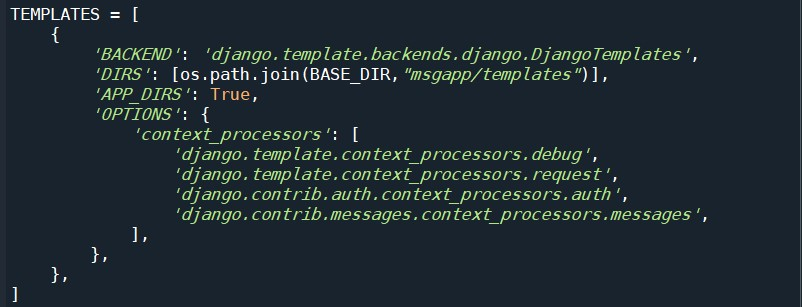 TEMPLATES = [
    {
        'BACKEND': 'django.template.backends.django.DjangoTemplates',
        'DIRS': [os.path.join(BASE_DIR,"msgapp/templates")],
        'APP_DIRS': True,
        'OPTIONS': {
            'context_processors': [
                'django.template.context_processors.debug',
                'django.template.context_processors.request',
                'django.contrib.auth.context_processors.auth',
                'django.contrib.messages.context_processors.messages',
            ],
        },
    },
]